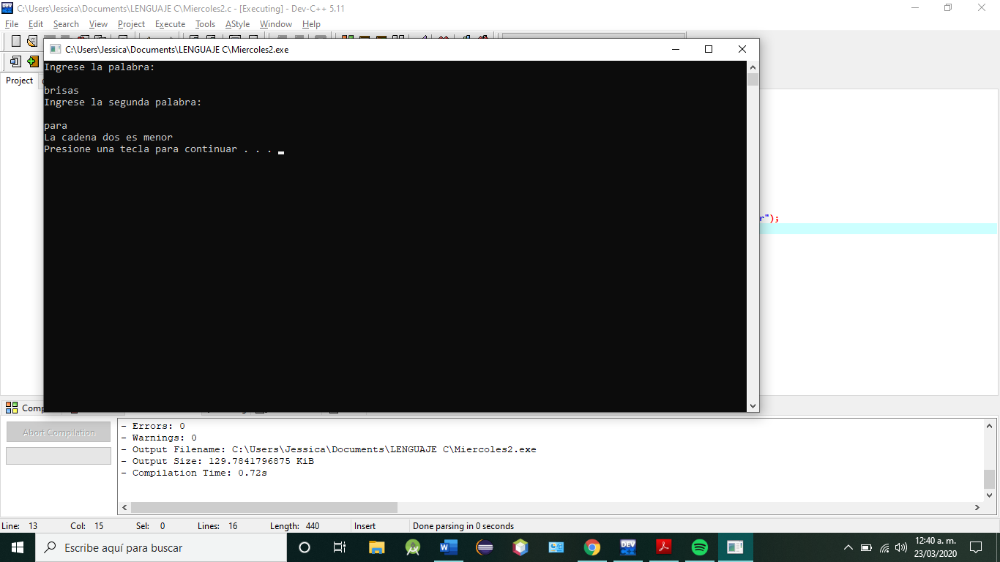 C:\Users\Jessica\Documents\LENGUAJE C\Miercoles2.c - [Executing] - Dev-C++ 5.11
File Edit Search View Project Execute Tools AStyle Window Help
C:\Users\Jessica\Documents\LENGUAJE C\Miercoles2.exe
Project
Ingrese la palabra:
brisas
Ingrese la segunda palabra:
para
La cadena dos es menor
Presione una tecla para continuar . . .
r");
Comp
Abort Compilation
- Errors: 0
- Warnings: 0
- Output Filename: C:\Users\Jessica\Documents\LENGUAJE C\Miercoles2.exe
- Output Size: 129.7841796875 KiB
- Compilation Time: 0.72s
Line: 13 Col: 15 Sel: 0 Lines: 16 Length: 440 Insert Done parsing in 0 seconds
Escribe aquí para buscar
DEV
12:40 a. m.
23/03/2020